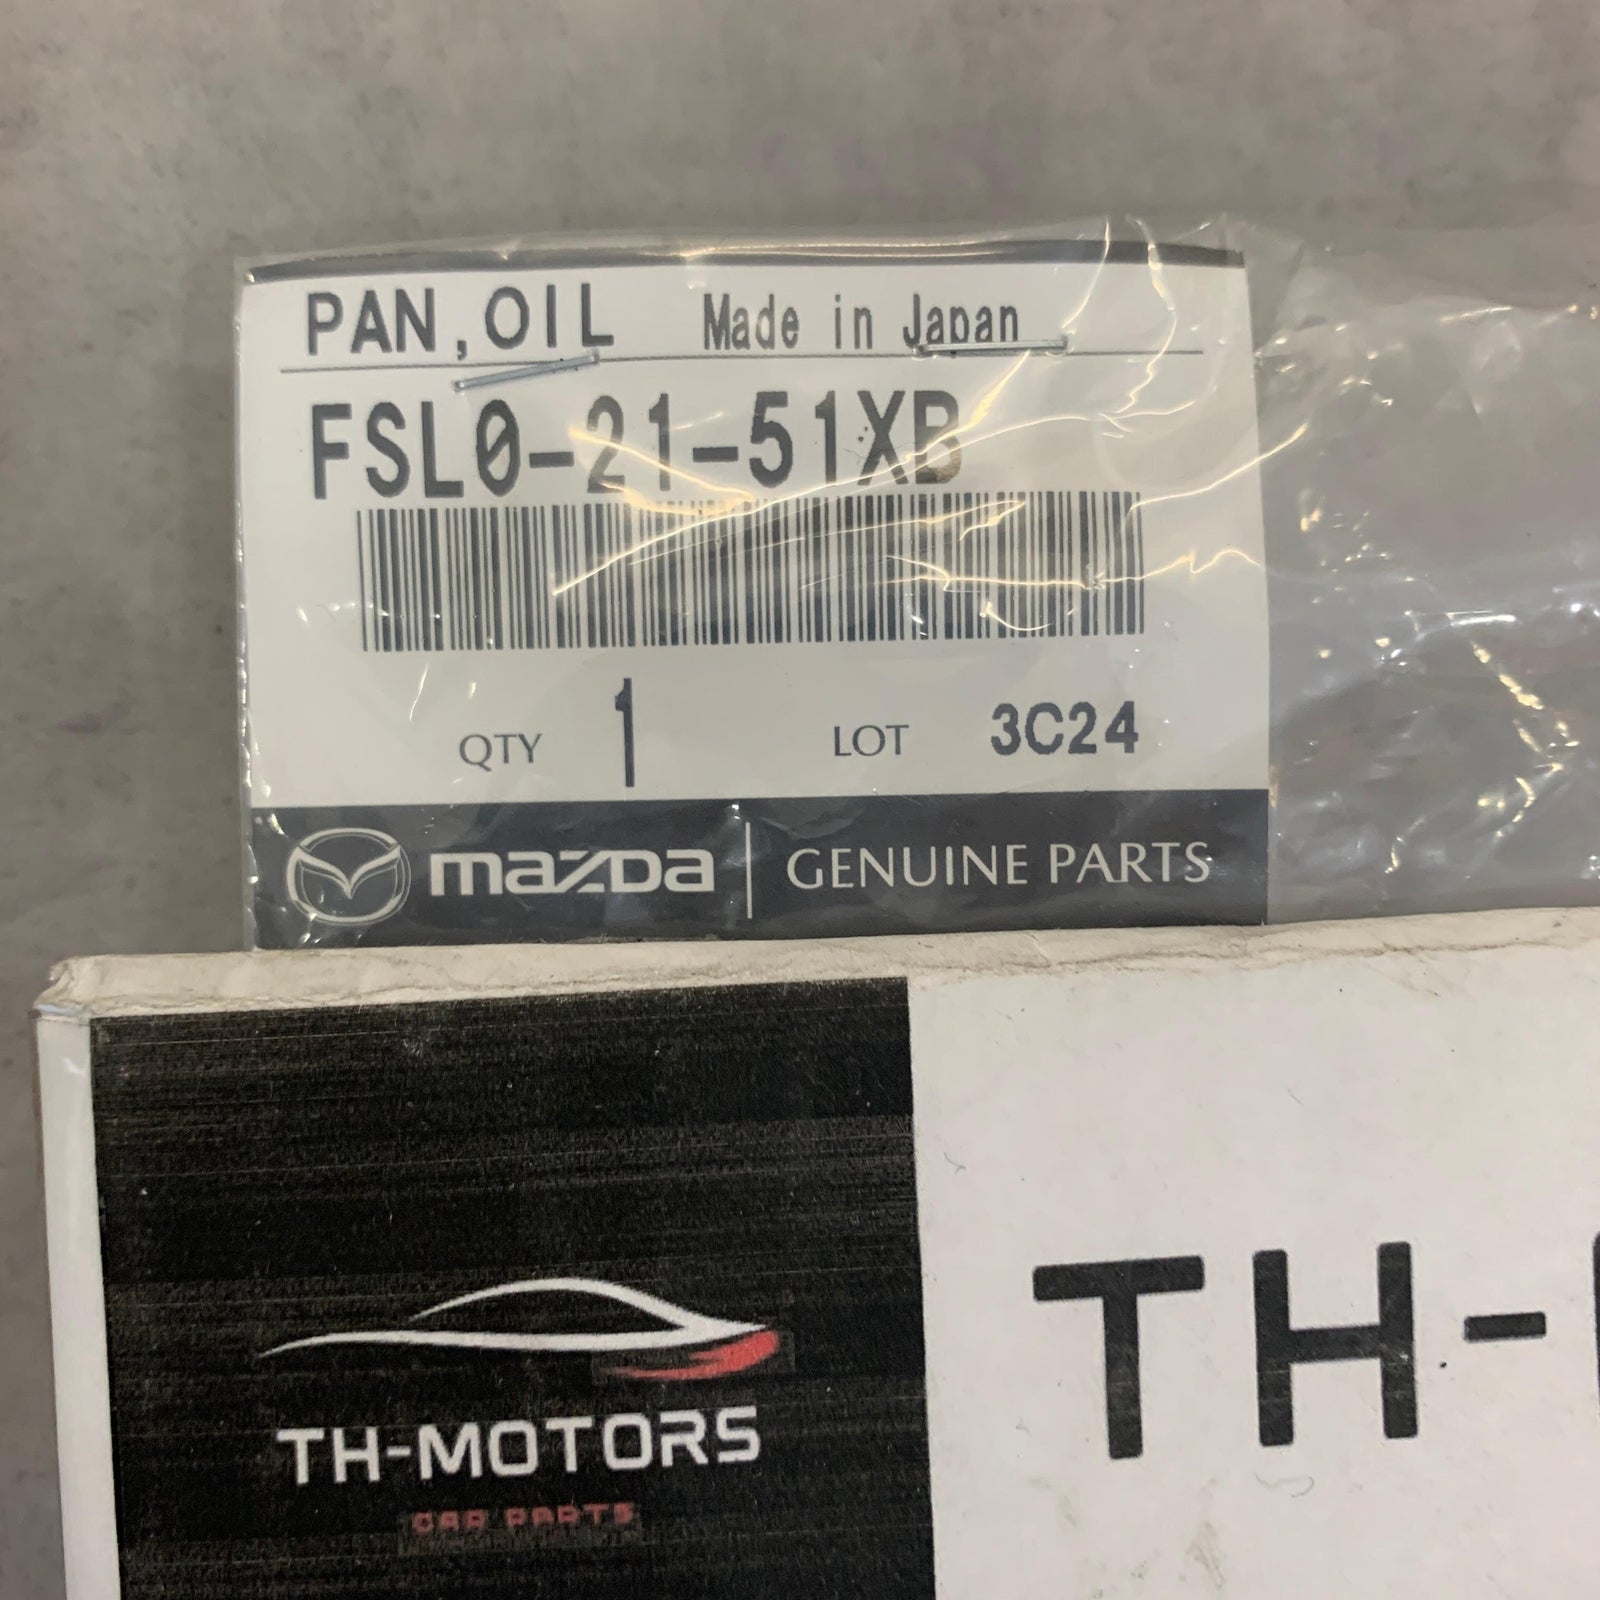 PAN,OIL Made in Japan
FSL0-21-51XB
QTY 1 LOT 3C24
mazda GENUINE PARTS
TH-
TH-MOTORS
CAR PARTS